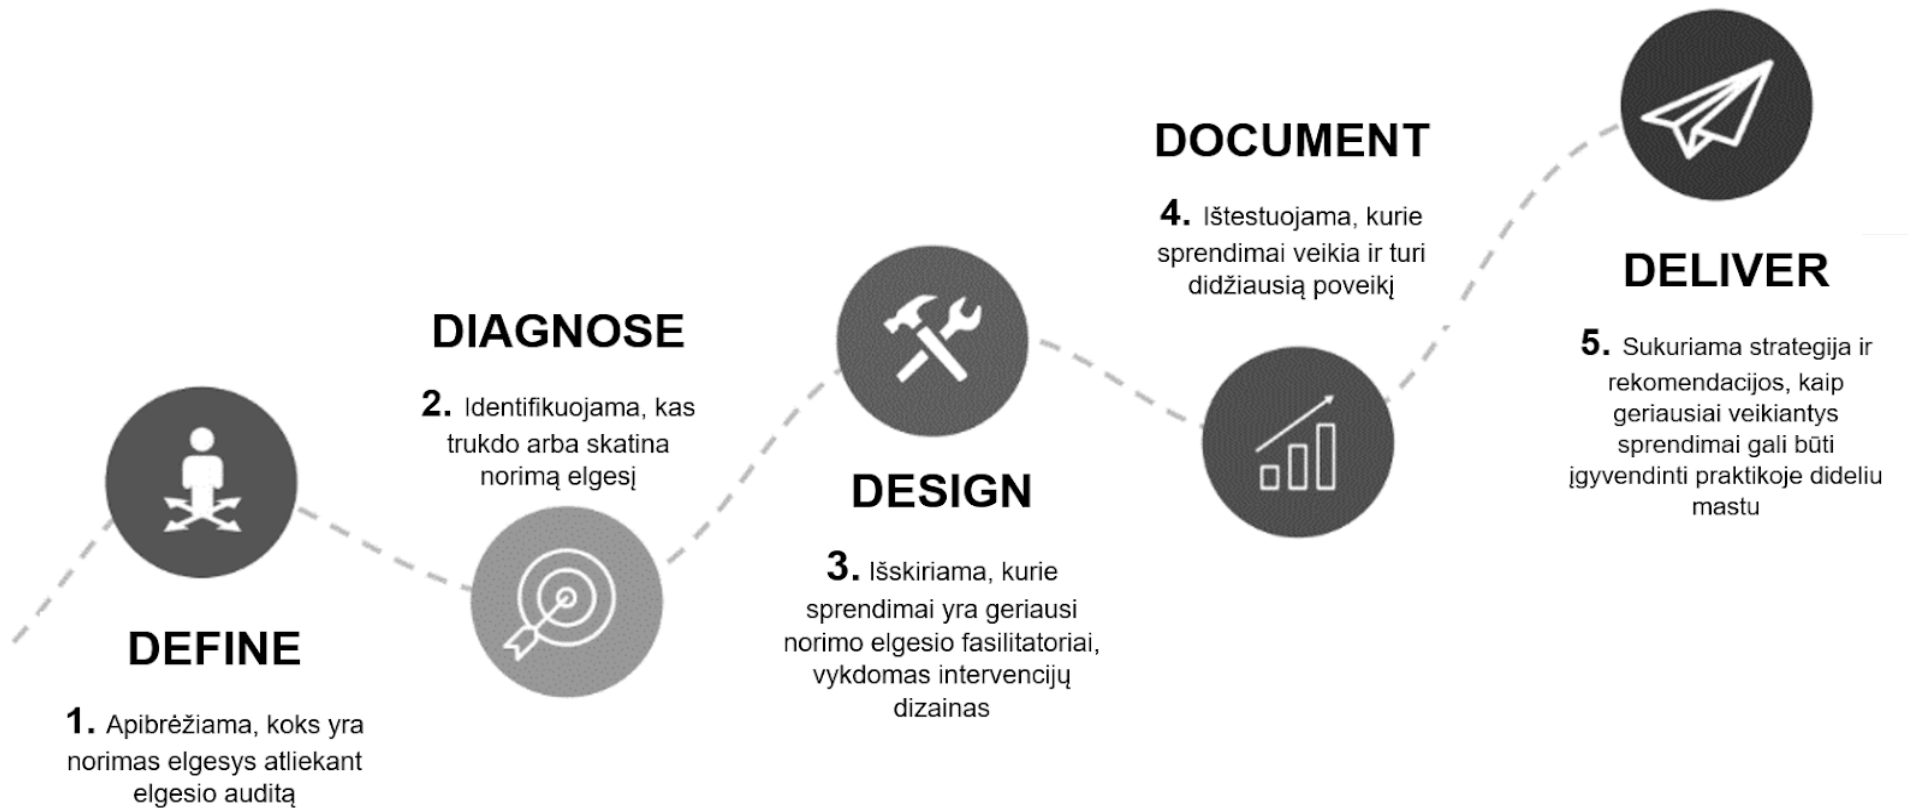 DEFINE
1. Apibrėžiama, koks yra
norimas elgesys atliekant
elgesio auditą
DIAGNOSE
2. Identifikuojama, kas
trukdo arba skatina
norimą elgesį
DESIGN
3. Išskiriama, kurie
sprendimai yra geriausi
norimo elgesio fasilitatoriai,
vykdomas intervencijų
dizainas
DOCUMENT
4. Ištestuojama, kurie
sprendimai veikia ir turi
didžiausią poveikį
DELIVER
5. Sukuriama strategija ir
rekomendacijos, kaip
geriausiai veikiantys
sprendimai gali būti
įgyvendinti praktikoje dideliu
mastu